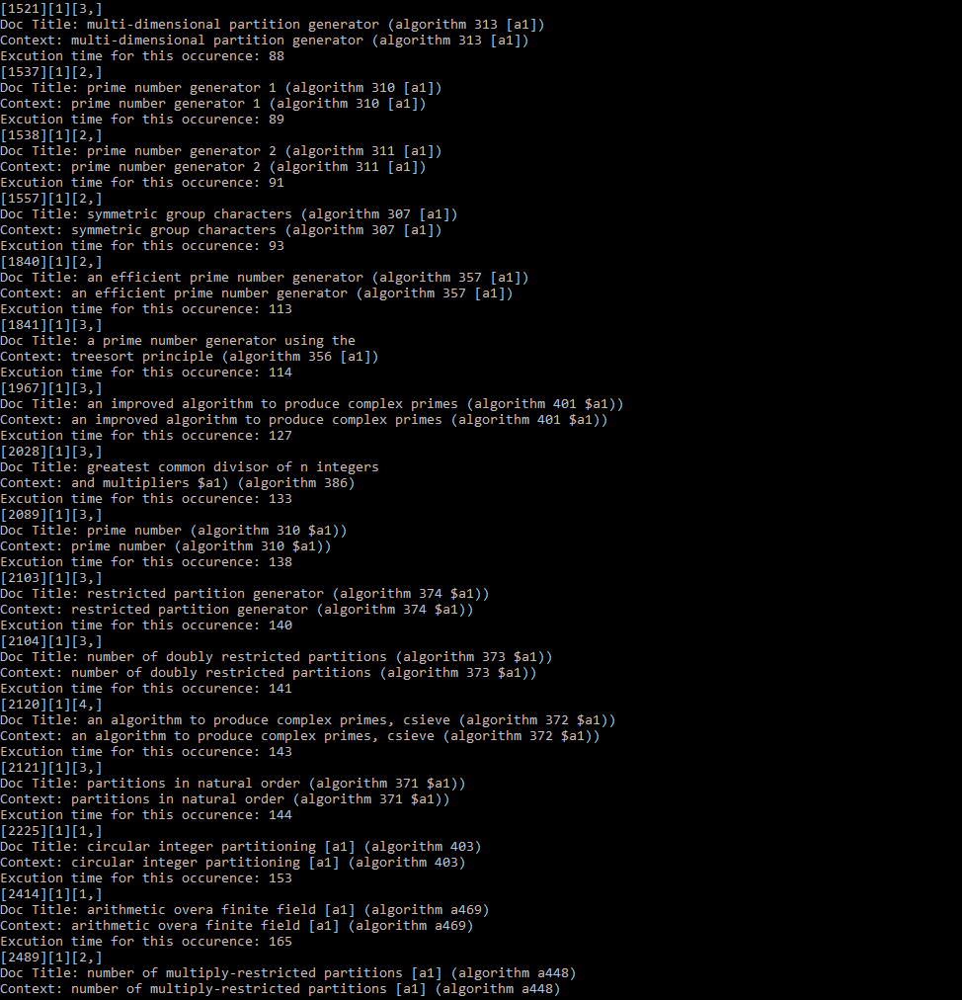 [1521][1][3,]
Doc Title: multi-dimensional partition generator (algorithm 313 [a1])
Context: multi-dimensional partition generator (algorithm 313 [a1])
Excution time for this occurence: 88
[1537][1][2,]
Doc Title: prime number generator 1 (algorithm 310 [a1])
Context: prime number generator 1 (algorithm 310 [a1])
Excution time for this occurence: 89
[1538][1][2,]
Doc Title: prime number generator 2 (algorithm 311 [a1])
Context: prime number generator 2 (algorithm 311 [a1])
Excution time for this occurence: 91
[1557][1][2,]
Doc Title: symmetric group characters (algorithm 307 [a1])
Context: symmetric group characters (algorithm 307 [a1])
Excution time for this occurence: 93
[1840][1][2,]
Doc Title: an efficient prime number generator (algorithm 357 [a1])
Context: an efficient prime number generator (algorithm 357 [a1])
Excution time for this occurence: 113
[1841][1][3,]
Doc Title: a prime number generator using the
Context: treesort principle (algorithm 356 [a1])
Excution time for this occurence: 114
[1967][1][3,]
Doc Title: an improved algorithm to produce complex primes (algorithm 401 $a1))
Context: an improved algorithm to produce complex primes (algorithm 401 $a1))
Excution time for this occurence: 127
[2028][1][3,]
Doc Title: greatest common divisor of n integers
Context: and multipliers $a1) (algorithm 386)
Excution time for this occurence: 133
[2089][1][3,]
Doc Title: prime number (algorithm 310 $a1))
Context: prime number (algorithm 310 $a1))
Excution time for this occurence: 138
[2103][1][3,]
Doc Title: restricted partition generator (algorithm 374 $a1))
Context: restricted partition generator (algorithm 374 $a1))
Excution time for this occurence: 140
[2104][1][3,]
Doc Title: number of doubly restricted partitions (algorithm 373 $a1))
Context: number of doubly restricted partitions (algorithm 373 $a1))
Excution time for this occurence: 141
[2120][1][4,]
Doc Title: an algorithm to produce complex primes, csieve (algorithm 372 $a1))
Context: an algorithm to produce complex primes, csieve (algorithm 372 $a1))
Excution time for this occurence: 143
[2121][1][3,]
Doc Title: partitions in natural order (algorithm 371 $a1))
Context: partitions in natural order (algorithm 371 $a1))
Excution time for this occurence: 144
[2225][1][1,]
Doc Title: circular integer partitioning [a1] (algorithm 403)
Context: circular integer partitioning [a1] (algorithm 403)
Excution time for this occurence: 153
[2414][1][1,]
Doc Title: arithmetic overa finite field [a1] (algorithm a469)
Context: arithmetic overa finite field [a1] (algorithm a469)
Excution time for this occurence: 165
[2489][1][2,]
Doc Title: number of multiply-restricted partitions [a1] (algorithm a448)
Context: number of multiply-restricted partitions [a1] (algorithm a448)